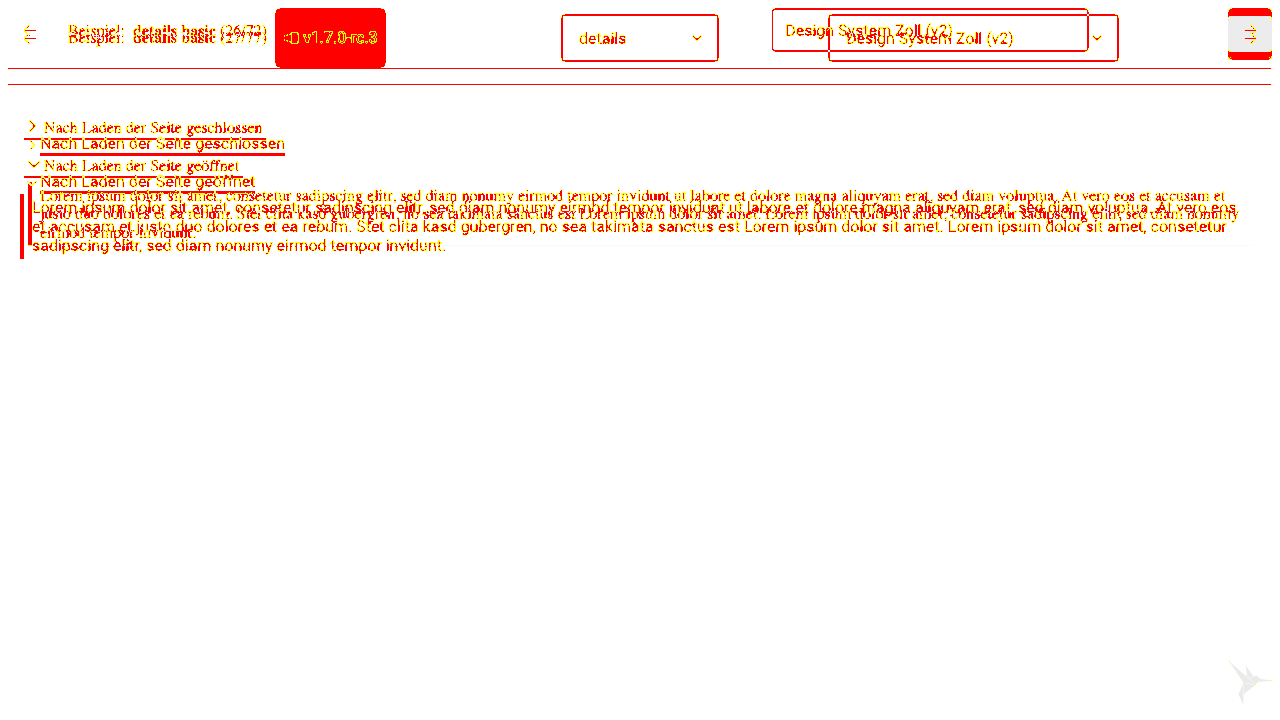 Beispiel: details basic (26/72)
Beispiel: details basic (27/77)
v1.7.0-rc.3
details
Design System Zoll (v2)
Design System Zoll (v2)
Nach Laden der Seite geschlossen
Nach Laden der Seite geschlossen
Nach Laden der Seite geöffnet
Nach Laden der Seite geöffnet
Lorem ipsum dolor sit amet, consetetur sadipscing elitr, sed diam nonumy eirmod tempor invidunt ut labore et dolore magna aliquyam erat, sed diam voluptua. At vero eos et accusam et
Lorem ipsum dolor sit amet, consetetur sadipscing elitr, sed diam nonumy eirmod tempor invidunt ut labore et dolore magna aliquyam erat, sed diam voluptua. At vero eos
justo duo dolores et ea rebum. Stet clita kasd gubergren, no sea takimata sanctus est Lorem ipsum dolor sit amet. Lorem ipsum dolor sit amet, consetetur sadipscing elitr, sed diam nonumy
et accusam et justo duo dolores et ea rebum. Stet clita kasd gubergren, no sea takimata sanctus est Lorem ipsum dolor sit amet. Lorem ipsum dolor sit amet, consetetur
eirmod tempor invidunt.
sadipscing elitr, sed diam nonumy eirmod tempor invidunt.